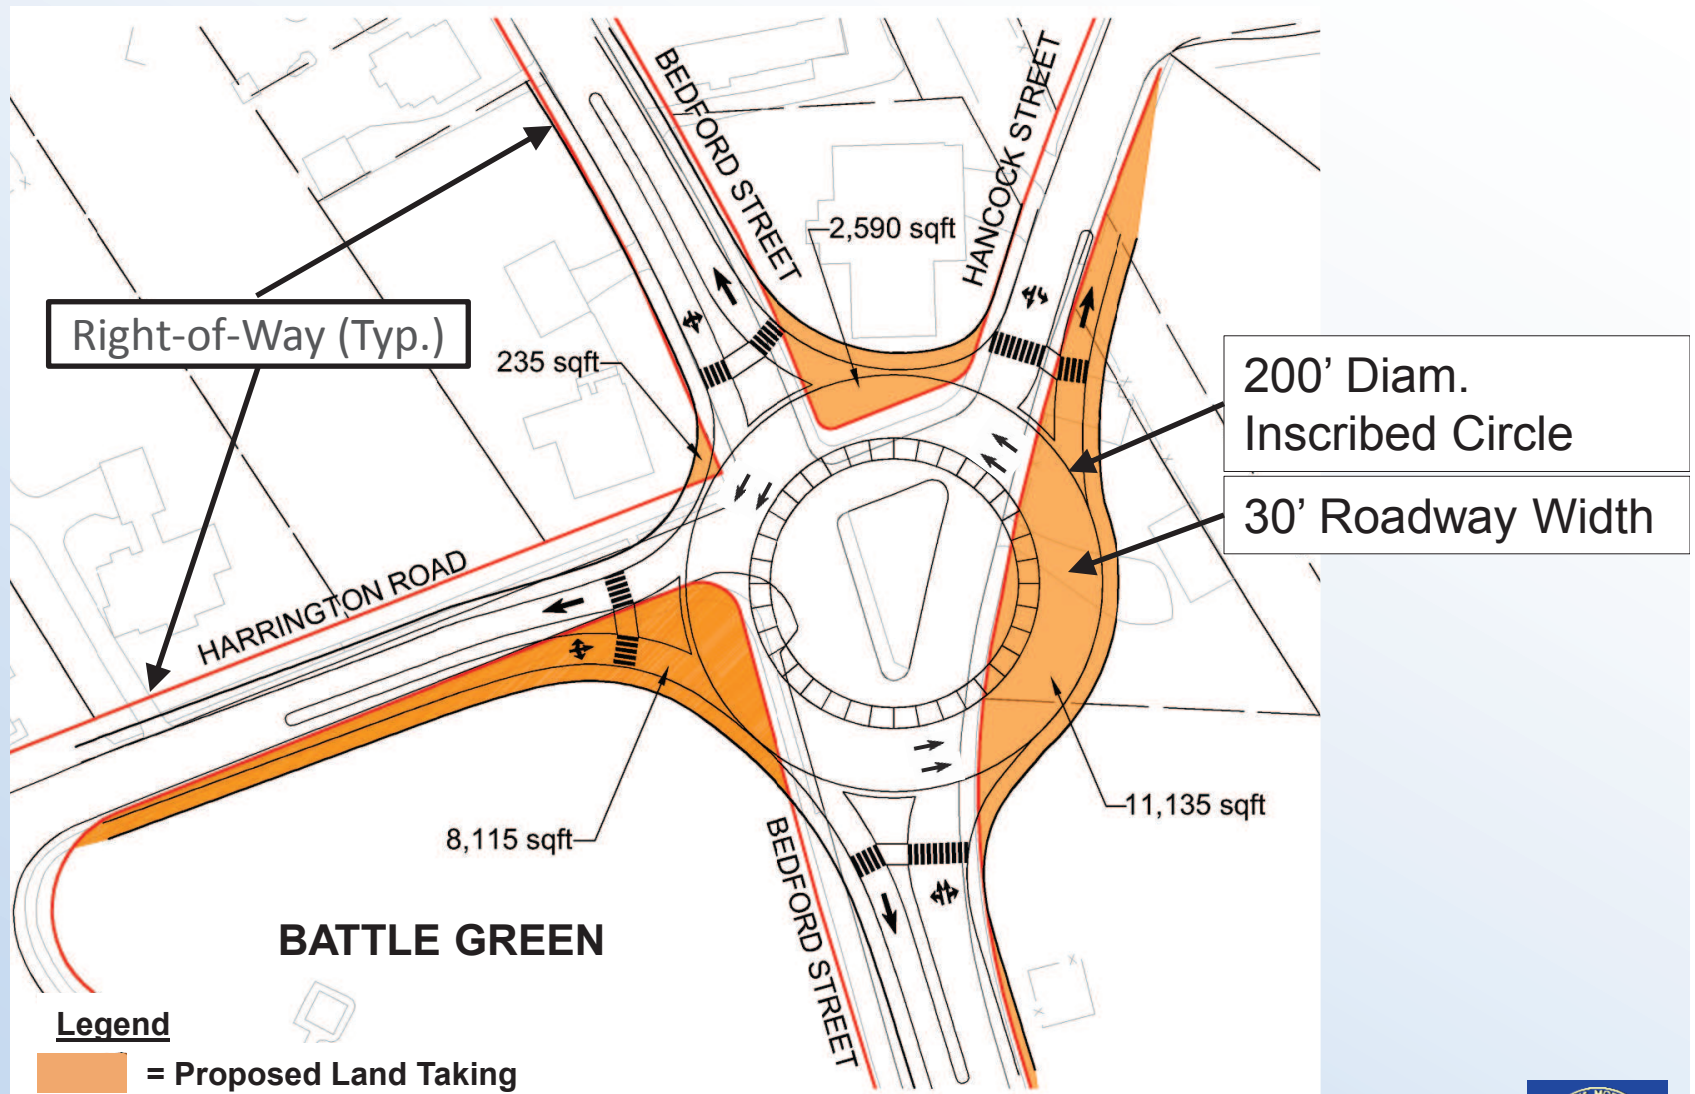 BEDFORD STREET
HANCOCK STREET
2,590 sqft
Right-of-Way (Typ.)
235 sqft
200’ Diam.
Inscribed Circle
30’ Roadway Width
HARRINGTON ROAD
11,135 sqft
8,115 sqft
BEDFORD STREET
BATTLE GREEN
Legend
= Proposed Land Taking